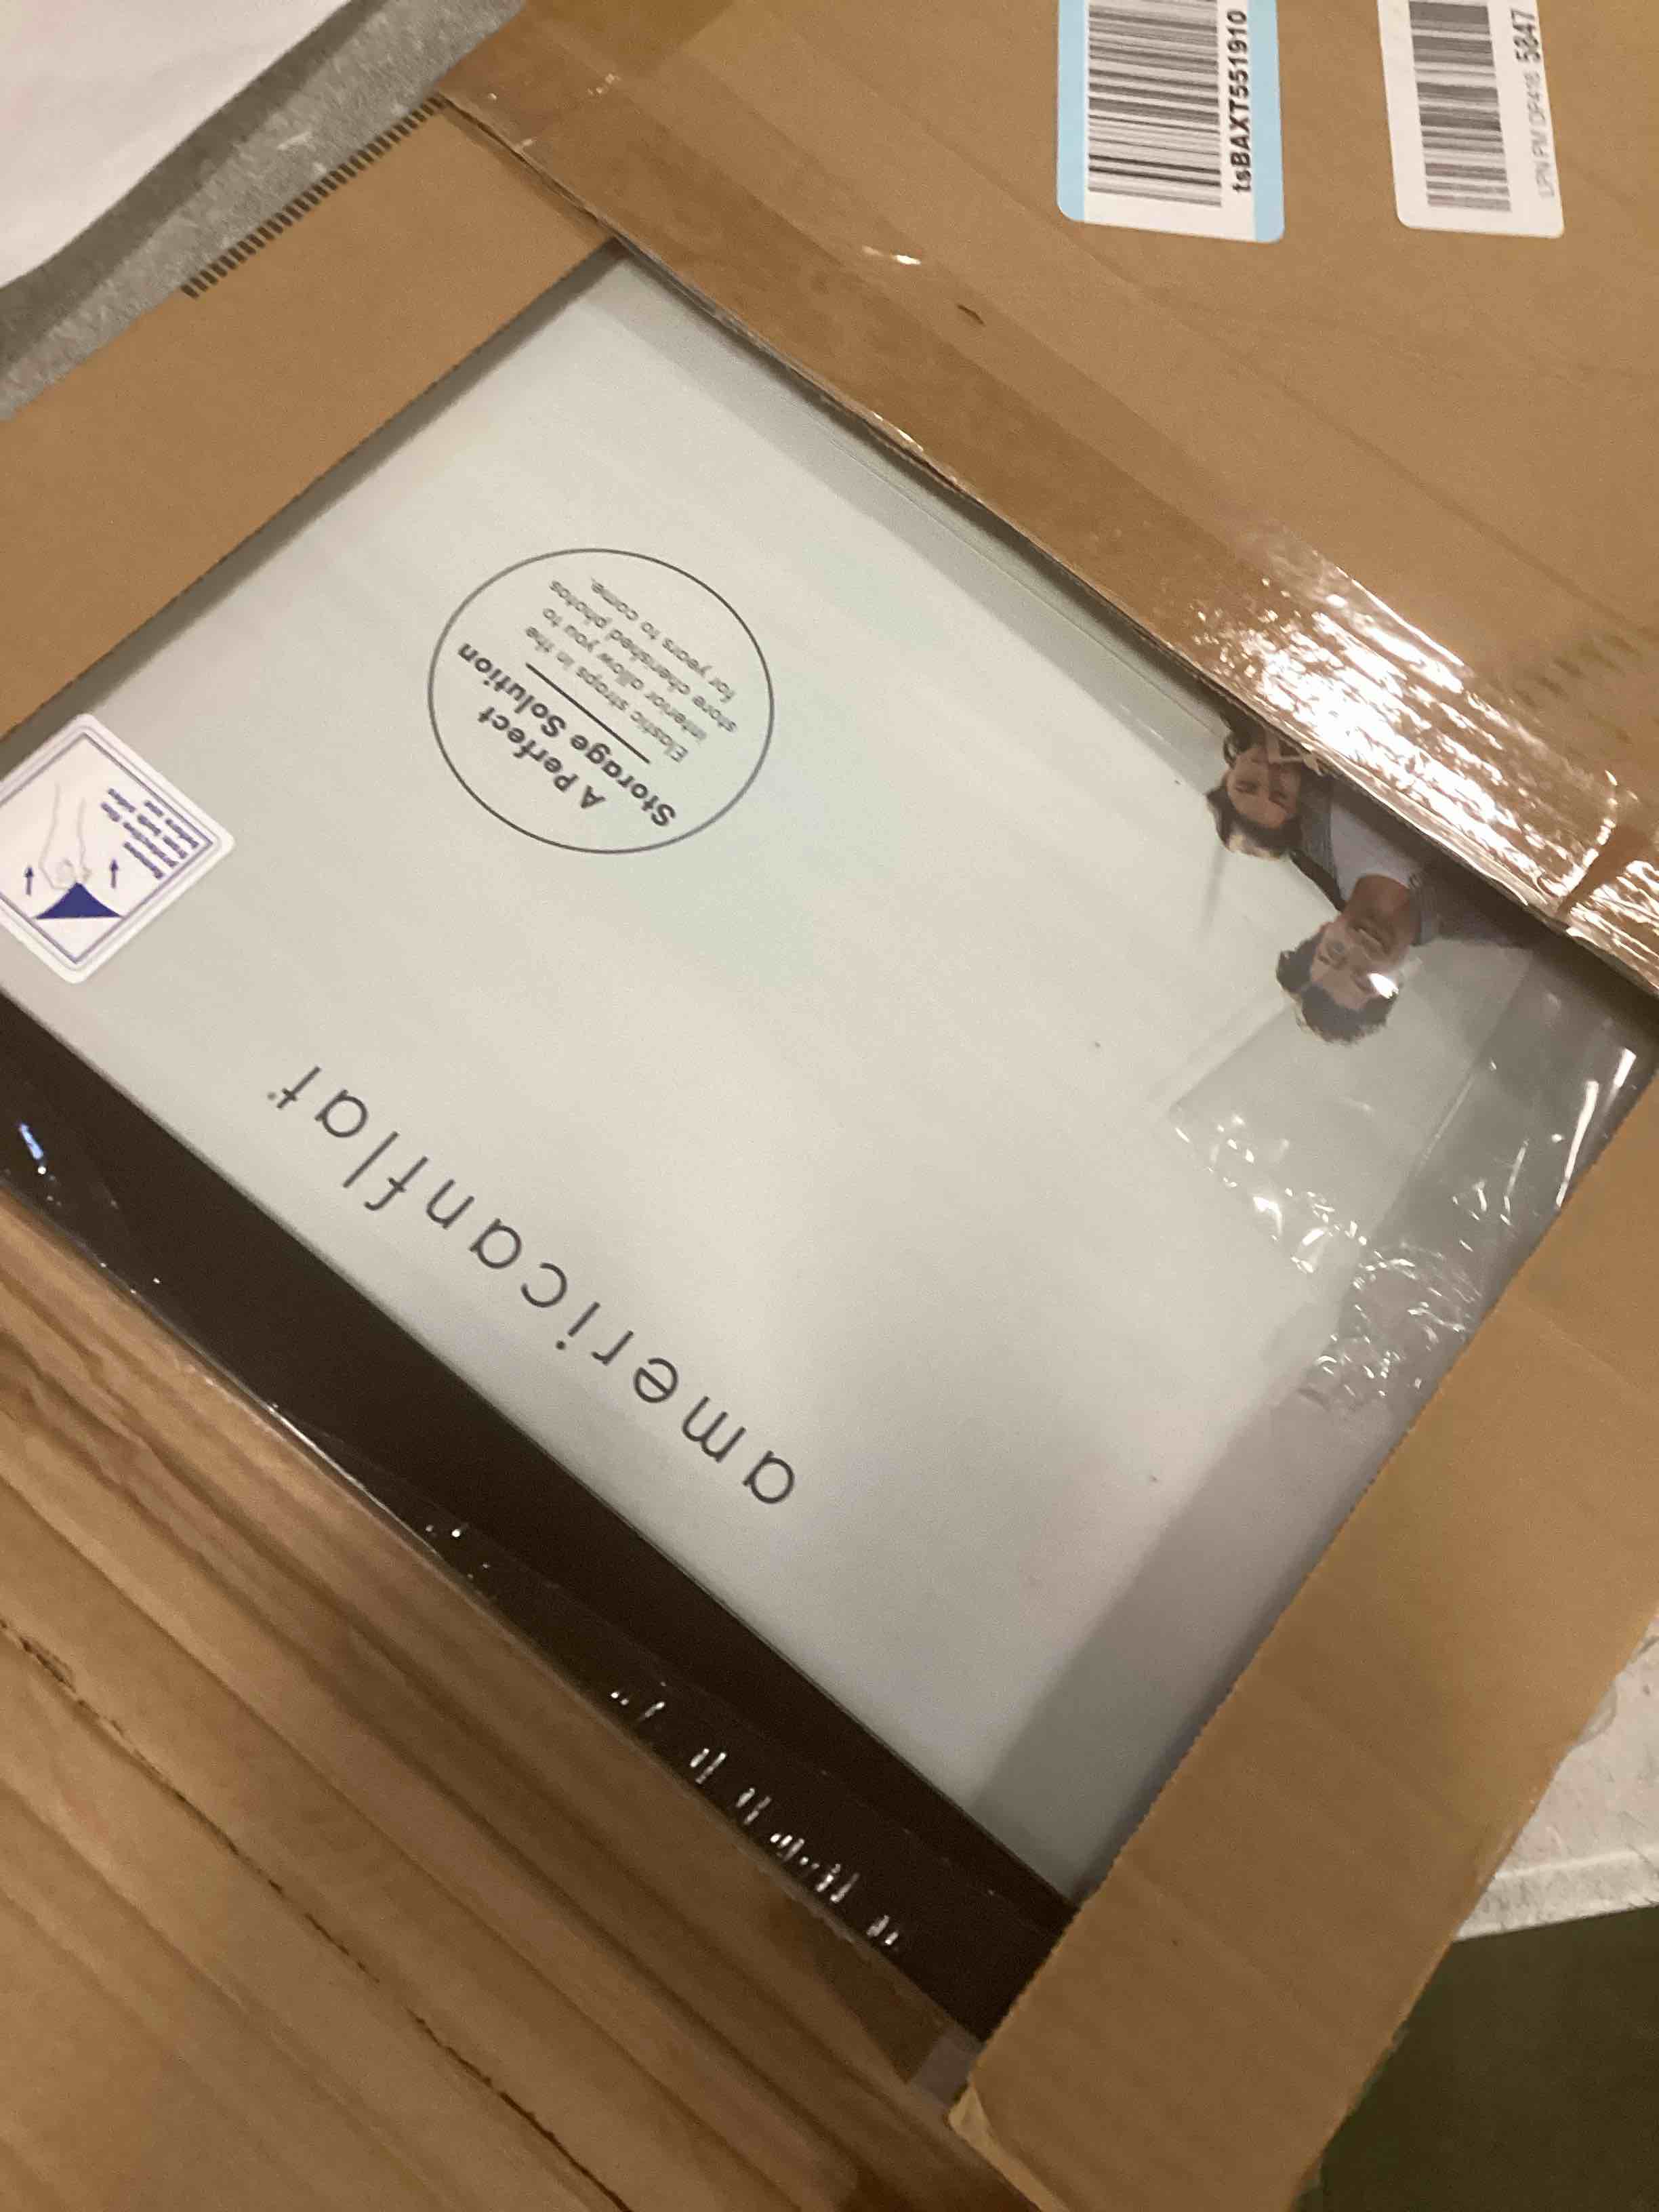 americanflat
A Perfect
Storage Solution
Elastic straps in the
interior allow you to
store cherished photos
for years to come.
tsBAXT551910
5847